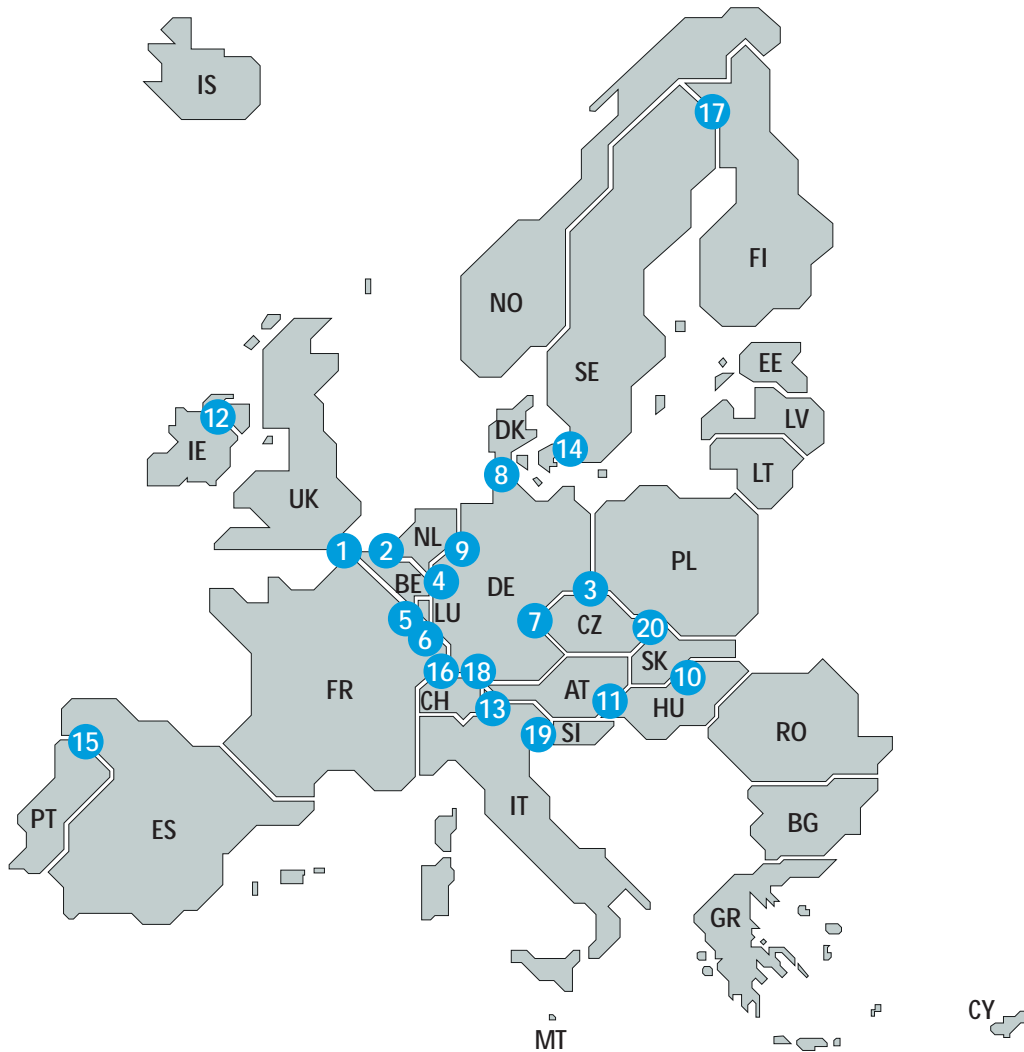 IS
17
FI
NO
SE
EE
12
DK
LV
IE
14
LT
8
UK
NL
1
2
9
PL
BE
4
DE
3
5
LU
7
CZ
20
6
SK
16
18
10
FR
CH
AT
11
13
HU
15
19
SI
RO
IT
PT
ES
BG
GR
CY
MT